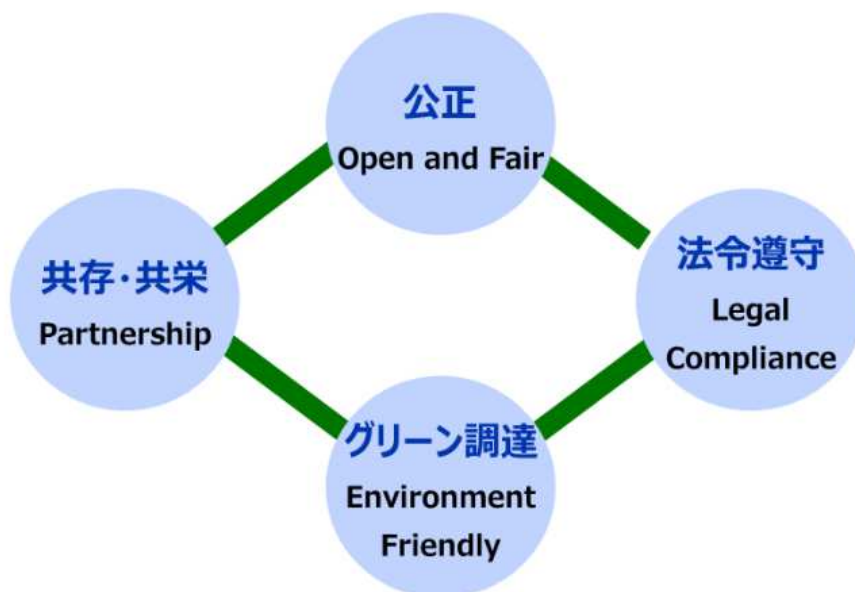 公正
Open and Fair
共存・共栄
Partnership
法令遵守
Legal
Compliance
グリーン調達
Environment
Friendly